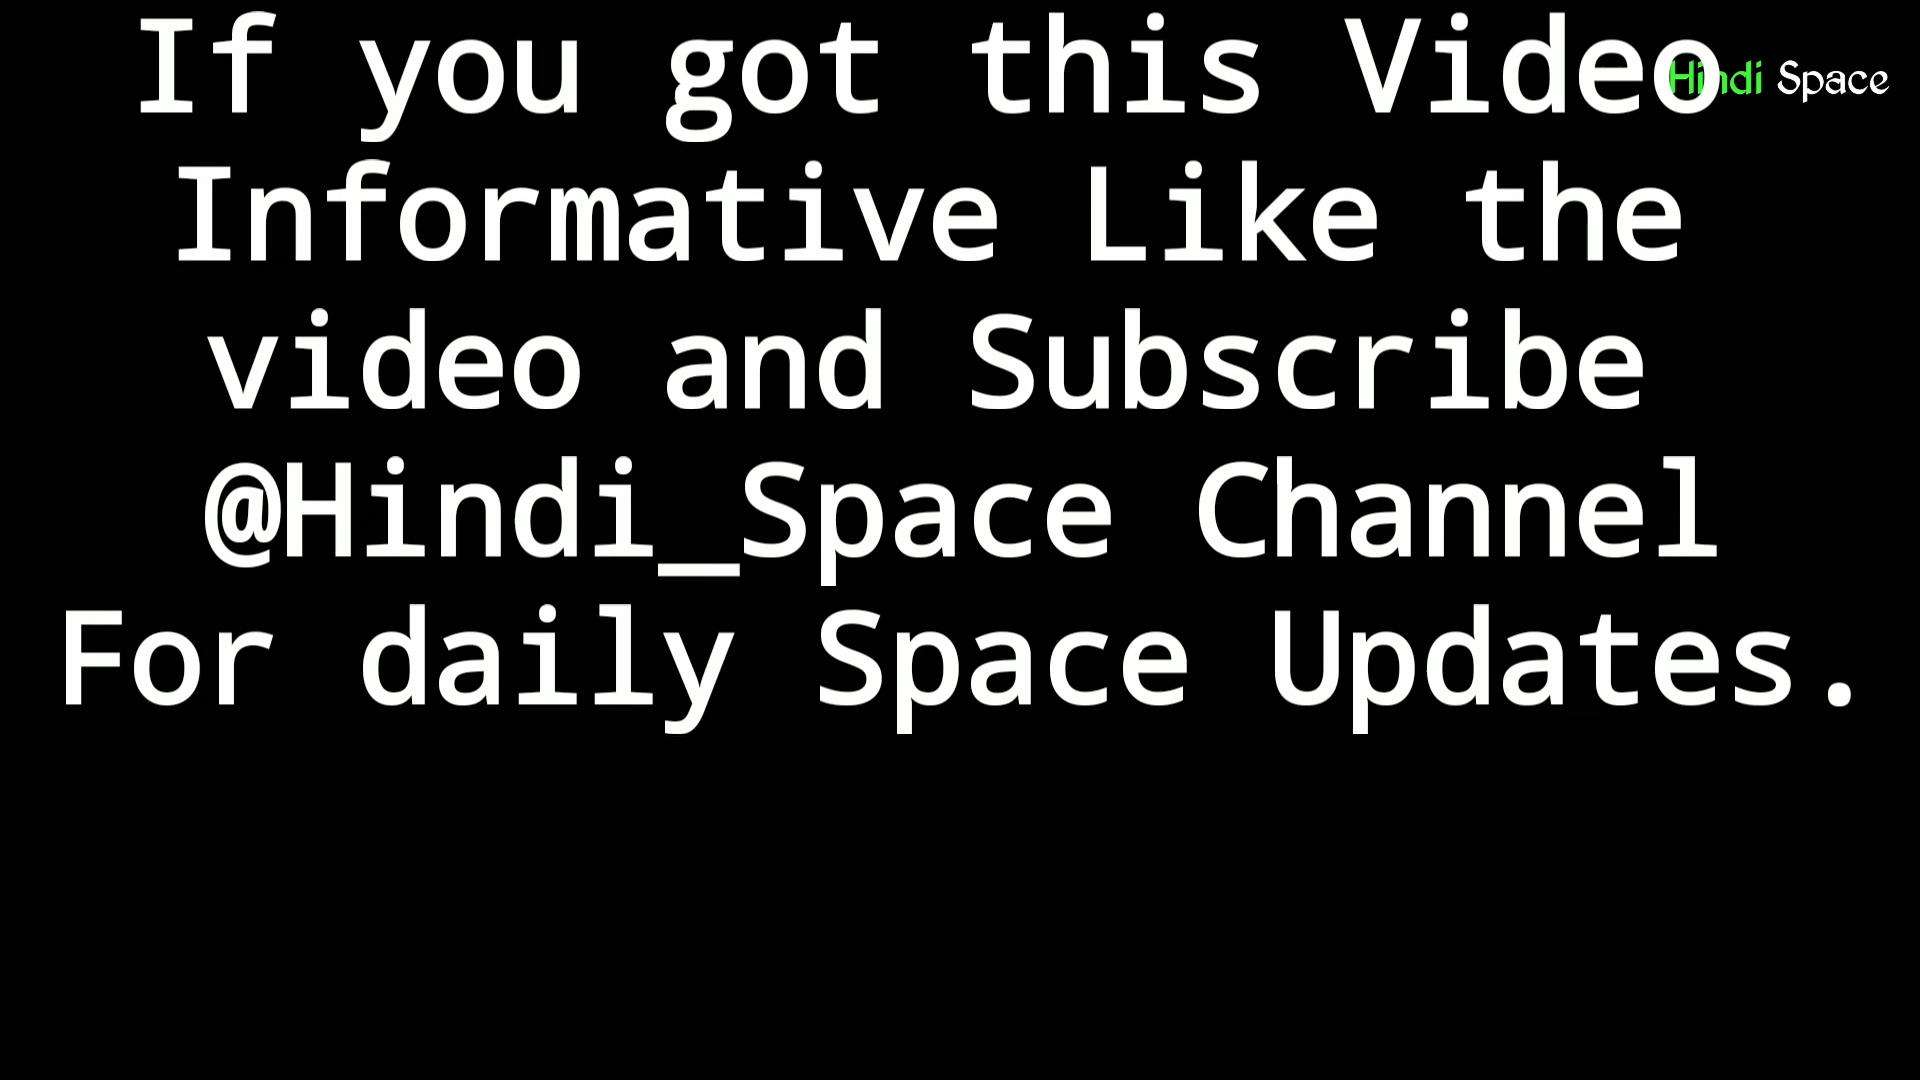 If you got this Video
Hindi Space
Informative Like the
video and Subscribe
@Hindi_Space Channel
For daily Space Updates.